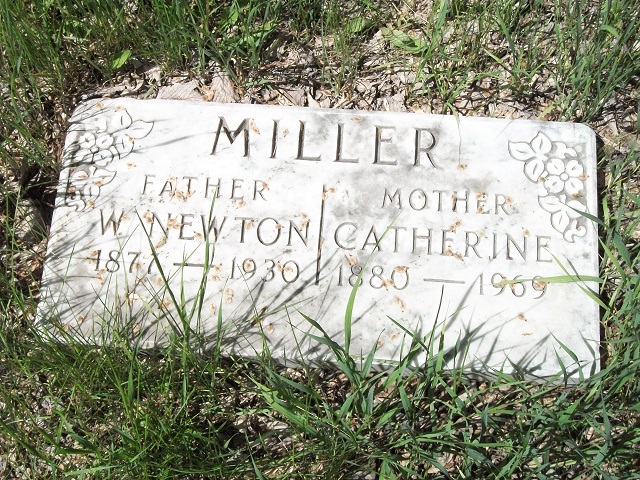 MILLER
FATHER
W. NEWTON
1877 — 1930
MOTHER
CATHERINE
1880 — 1969